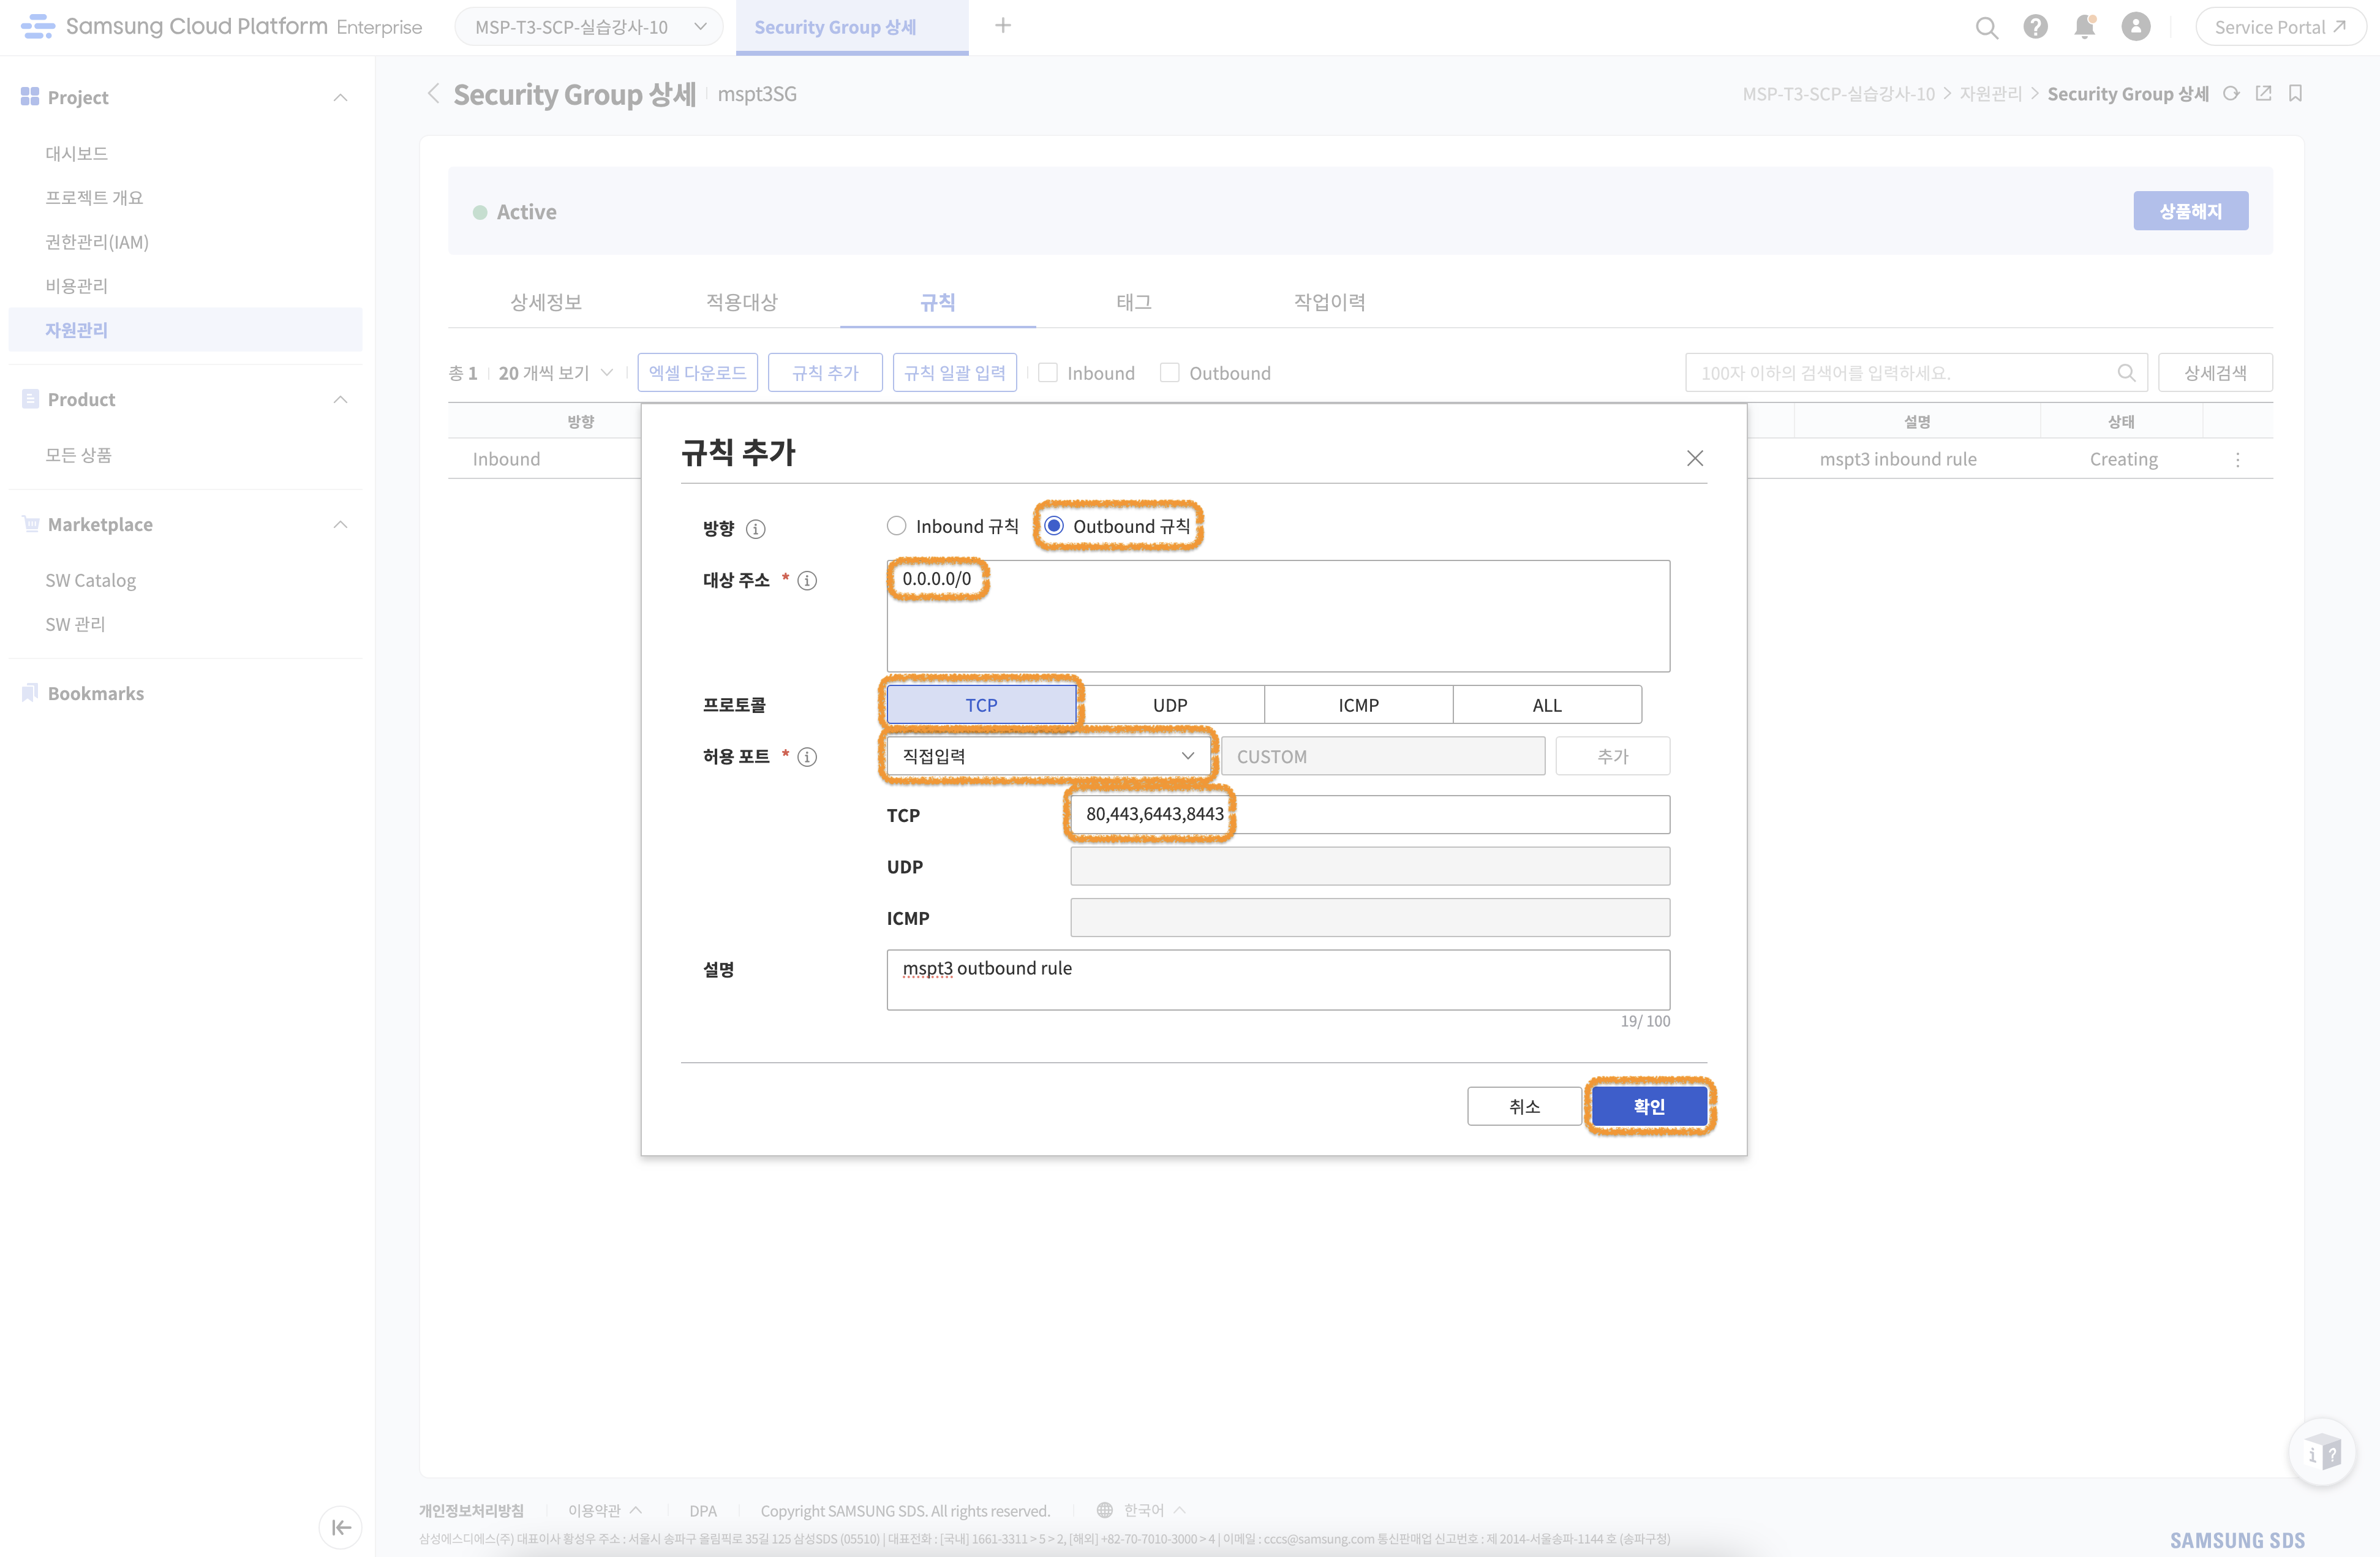 Samsung Cloud Platform Enterprise
MSP-T3-SCP-실습강사-10
Security Group 상세
Service Portal
Project
대시보드
프로젝트 개요
권한관리(IAM)
비용관리
자원관리
Product
모든 상품
Marketplace
SW Catalog
SW 관리
Bookmarks
Security Group 상세
mspt3SG
MSP-T3-SCP-실습강사-10 > 자원관리 > Security Group 상세
Active
상품해지
상세정보
적용대상
규칙
태그
작업이력
총 1
20 개씩 보기
엑셀 다운로드
규칙 추가
규칙 일괄 입력
Inbound
Outbound
100자 이하의 검색어를 입력하세요.
상세검색
방향
설명
상태
Inbound
mspt3 inbound rule
Creating
규칙 추가
방향
Inbound 규칙
Outbound 규칙
대상 주소 *
0.0.0.0/0
프로토콜
TCP
UDP
ICMP
ALL
허용 포트 *
직접입력
CUSTOM
추가
TCP
80,443,6443,8443
UDP
ICMP
설명
mspt3 outbound rule
19/ 100
취소
확인
개인정보처리방침
이용약관
DPA
Copyright SAMSUNG SDS. All rights reserved.
한국어
삼성에스디에스(주) 대표이사 황성우 주소 : 서울시 송파구 올림픽로 35길 125 삼성SDS (05510) | 대표전화 : [국내] 1661-3311 > 5 > 2, [해외] +82-70-7010-3000 > 4 | 이메일 : cccs@samsung.com 통신판매업 신고번호 : 제 2014-서울송파-1144 호 (송파구청)
SAMSUNG SDS